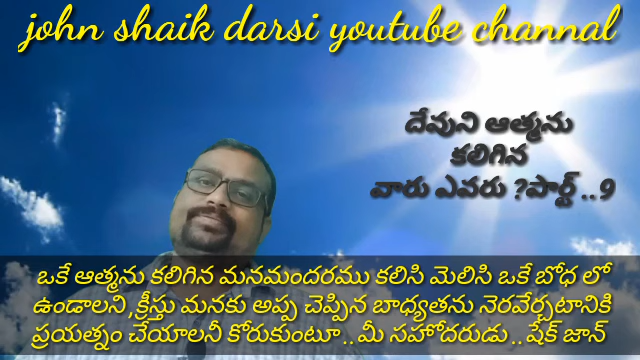 john shaik darsi youtube channal
దేవుని ఆత్మను
కలిగిన
వారు ఎవరు ?పార్ట్ ..9
ఒకే ఆత్మను కలిగిన మనమందరము కలిసి మెలిసి ఒకే బోధ లో
ఉండాలని ,క్రీస్తు మనకు అప్ప చెప్పిన బాధ్యతను నెరవేర్చటానికి
ప్రయత్నం చేయాలనీ కోరుకుంటూ ..మీ సహోదరుడు ..షేక్ జాన్